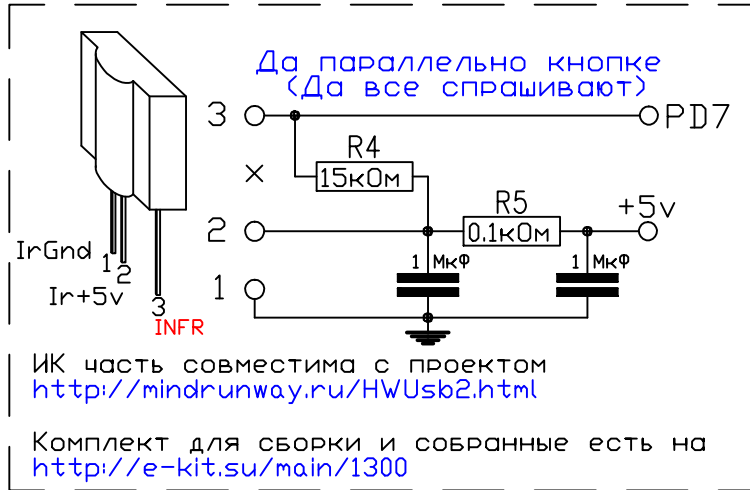 Да параллельно кнопке
(Да все спрашивают)
3
PD7
R4
15кОм
R5
+5v
2
0.1кОм
IrGnd
1
2
1 МкФ
1 МкФ
Ir+5v
1
3
INFR
ИК часть совместима с проектом
http://mindrunway.ru/HWUsb2.html
Комплект для сборки и собранные есть на
http://e-kit.su/main/1300